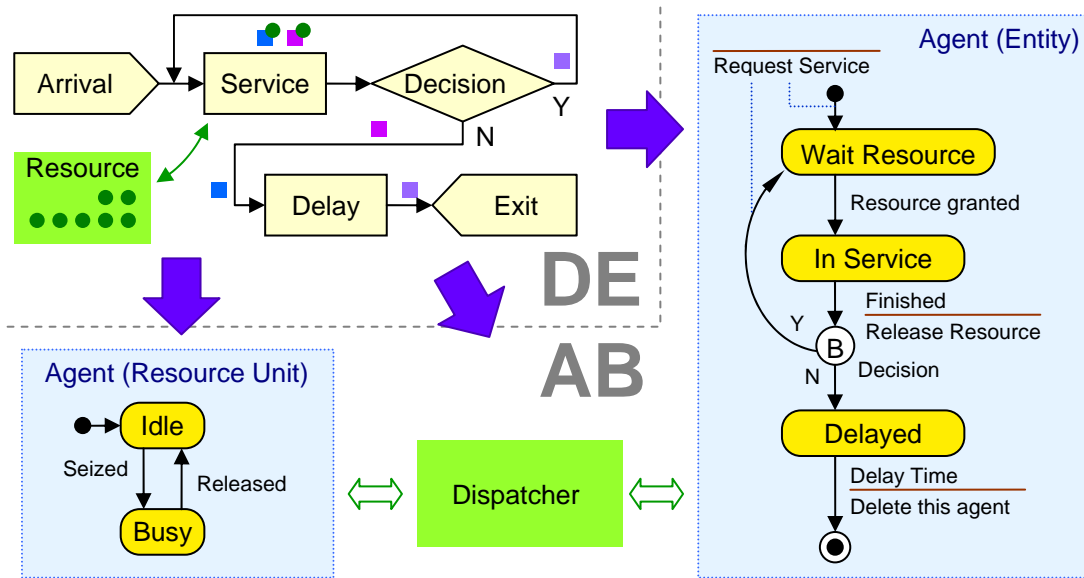 Arrival
Service
Decision
Y
N
Resource
Delay
Exit
DE
AB
Agent (Entity)
Request Service
Wait Resource
Resource granted
In Service
Finished
Release Resource
Y
B
N
Decision
Delayed
Delay Time
Delete this agent
Agent (Resource Unit)
Idle
Seized
Released
Busy
Dispatcher